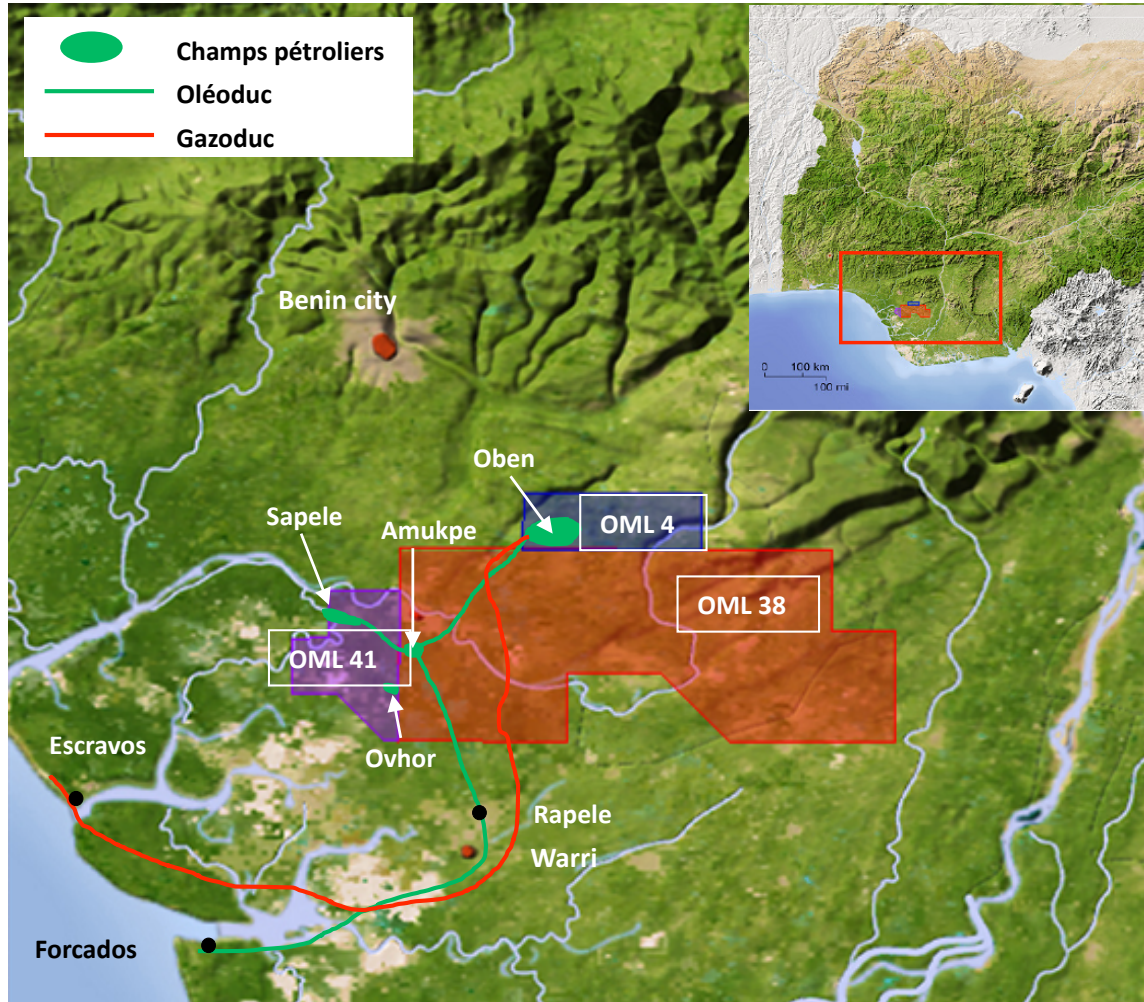 Champs pétroliers
Oléoduc
Gazoduc
0 100 km
100 mi
Benin city
Oben
Sapele
Amukpe
OML 4
OML 38
OML 41
Ovhor
Escravos
Rapele
Warri
Forcados